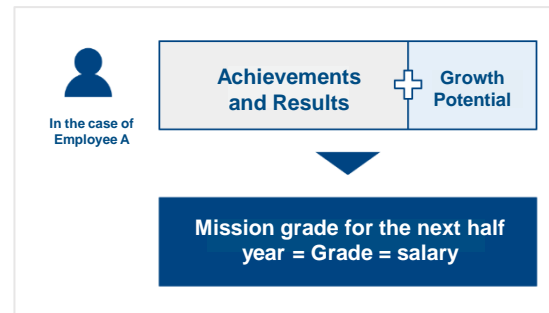 Achievements
and Results
Growth
Potential
In the case of
Employee A
Mission grade for the next half
year = Grade = salary